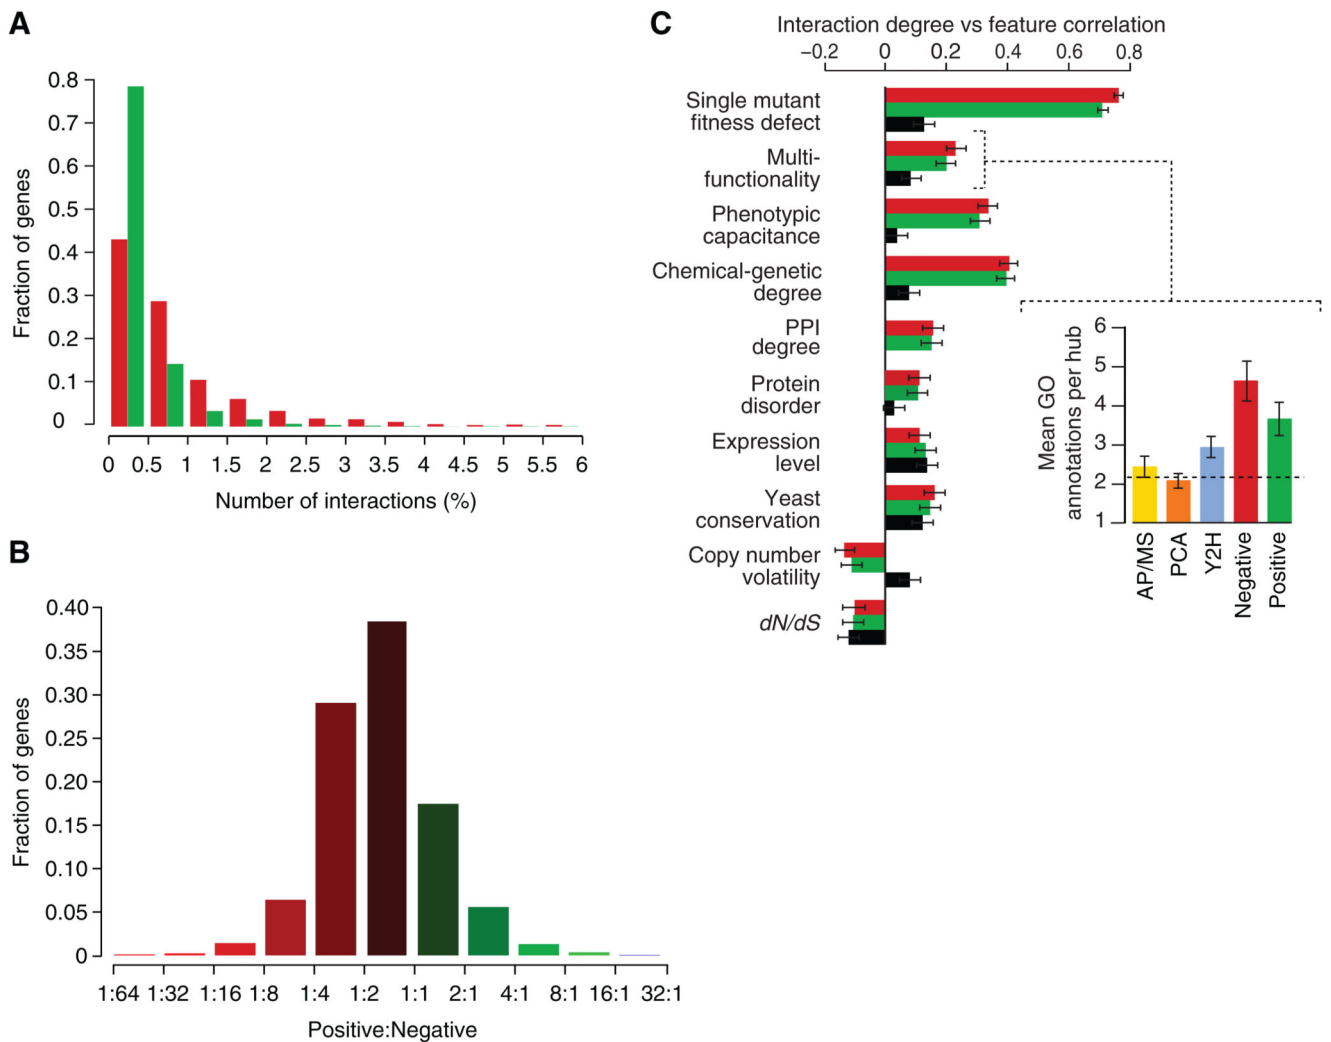 A
0.8
0.7
0.6
0.5
0.4
0.3
0.2
0.1
0
Fraction of genes
0 0.5 1 1.5 2 2.5 3 3.5 4 4.5 5 5.5 6
Number of interactions (%)
B
0.40
0.35
0.30
0.25
0.20
0.15
0.10
0.05
0
Fraction of genes
1:64 1:32 1:16 1:8 1:4 1:2 1:1 2:1 4:1 8:1 16:1 32:1
Positive:Negative
C
Interaction degree vs feature correlation
−0.2 0 0.2 0.4 0.6 0.8
Single mutant
fitness defect
Multi-
functionality
Phenotypic
capacitance
Chemical-genetic
degree
PPI
degree
Protein
disorder
Expression
level
Yeast
conservation
Copy number
volatility
dN/dS
Mean GO
annotations per hub
6
5
4
3
2
1
AP/MS
PCA
Y2H
Negative
Positive